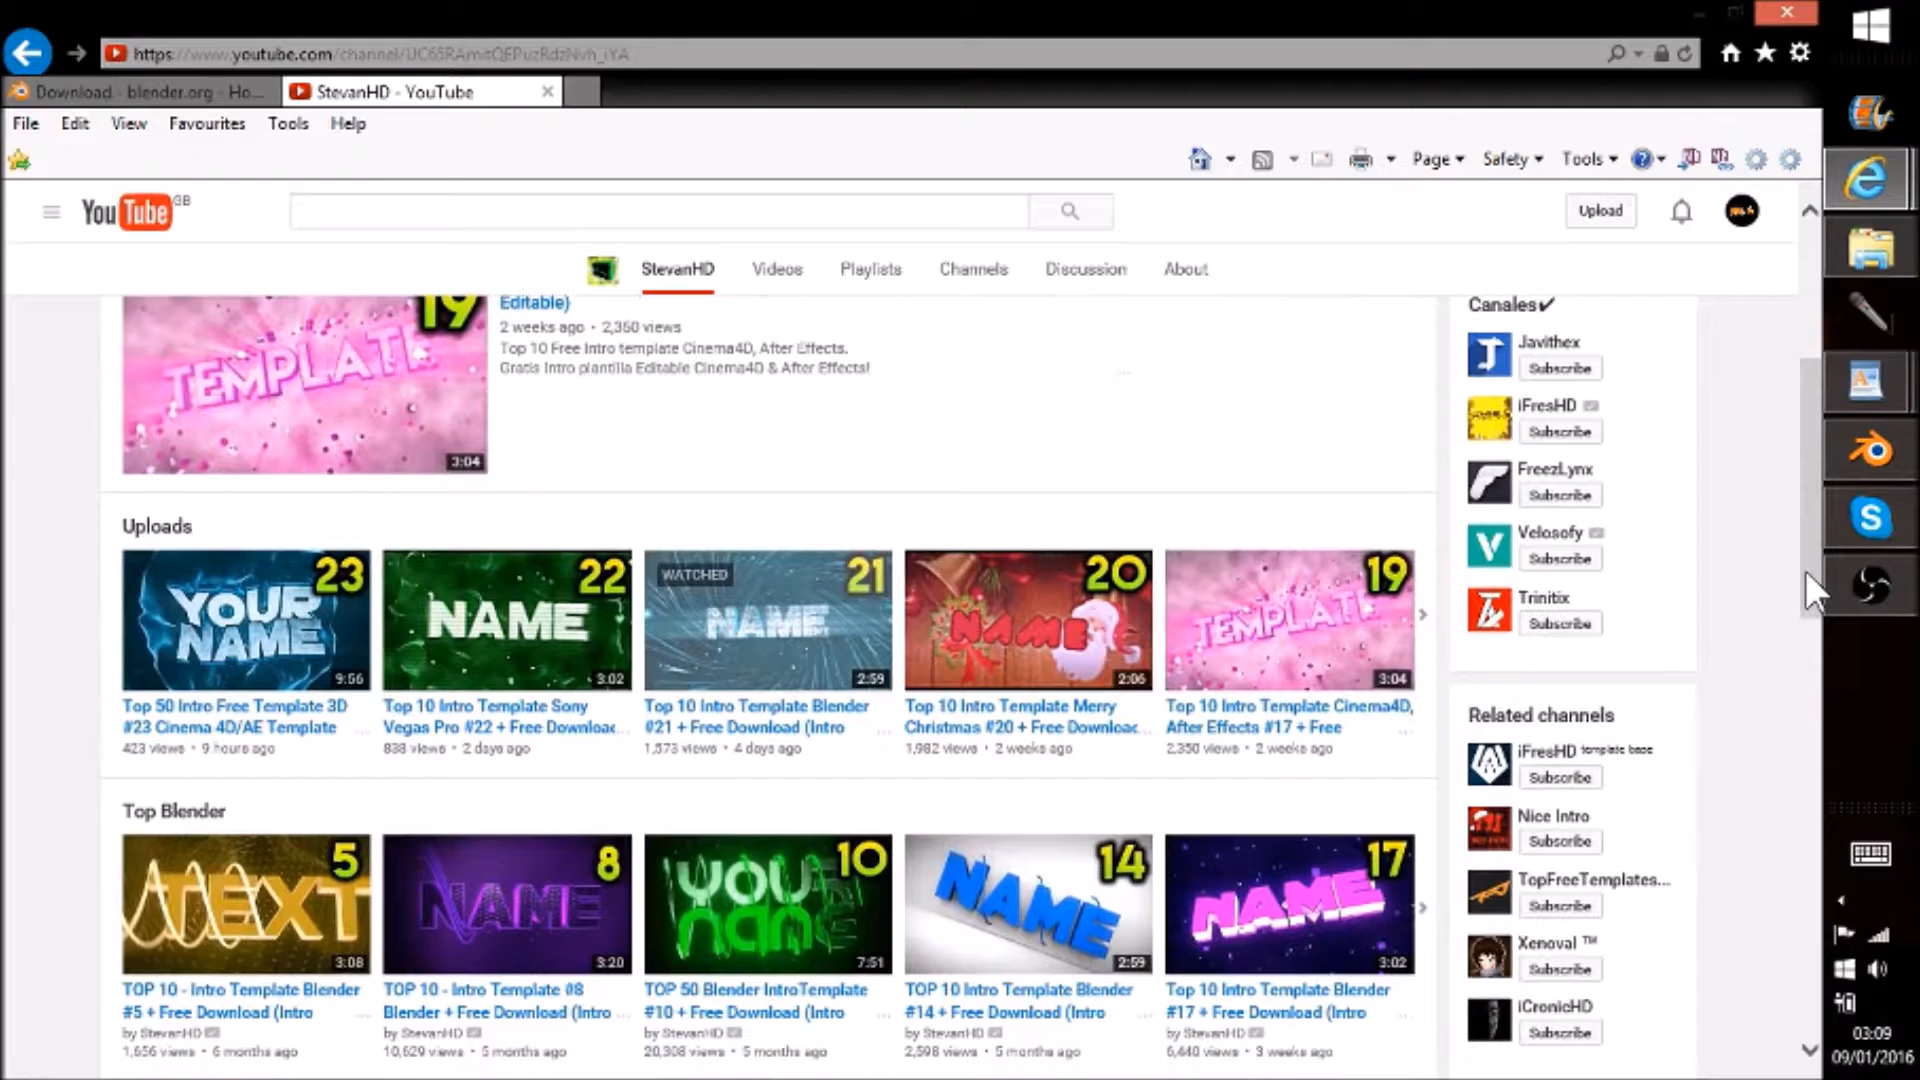 https://www.youtube.com/channel/
Download - blender.org - Ho...
StevanHD - YouTube
File Edit View Favourites Tools Help
Page Safety Tools
YouTube GB
Upload
StevanHD Videos Playlists Channels Discussion About
19
TEMPLATE
3:04
Editable)
2 weeks ago • 2,350 views
Top 10 Free Intro template Cinema4D, After Effects.
Gratis Intro plantilla Editable Cinema4D & After Effects!
...
Canales✔
Javithex
Subscribe
iFresHD
Subscribe
FreezLynx
Subscribe
Velosofy
Subscribe
Trinitix
Subscribe
Uploads
23
YOUR
NAME
9:56
Top 50 Intro Free Template 3D
#23 Cinema 4D/AE Template
423 views • 9 hours ago
22
NAME
3:02
Top 10 Intro Template Sony
Vegas Pro #22 + Free Downloac...
838 views • 2 days ago
WATCHED
21
NAME
2:59
Top 10 Intro Template Blender
#21 + Free Download (Intro
1,573 views • 4 days ago
20
NAME
2:06
Top 10 Intro Template Merry
Christmas #20 + Free Downloac...
1,982 views • 2 weeks ago
19
TEMPLATE
3:04
Top 10 Intro Template Cinema4D,
After Effects #17 + Free
2,350 views • 2 weeks ago
Related channels
iFresHD template base
Subscribe
Nice Intro
Subscribe
TopFreeTemplates...
Subscribe
Xenoval ™
Subscribe
iCronicHD
Subscribe
Top Blender
5
TEXT
3:08
TOP 10 - Intro Template Blender
#5 + Free Download (Intro
by StevanHD
1,656 views • 6 months ago
8
NAME
3:20
TOP 10 - Intro Template #8
Blender + Free Download (Intro
by StevanHD
10,629 views • 5 months ago
10
YOU
7:51
TOP 50 Blender IntroTemplate
#10 + Free Download (Intro
by StevanHD
20,308 views • 5 months ago
14
NAME
2:59
TOP 10 Intro Template Blender
#14 + Free Download (Intro
by StevanHD
2,598 views • 5 months ago
17
NAME
3:02
Top 10 Intro Template Blender
#17 + Free Download (Intro
by StevanHD
6,440 views • 3 weeks ago
03:09
09/01/2016